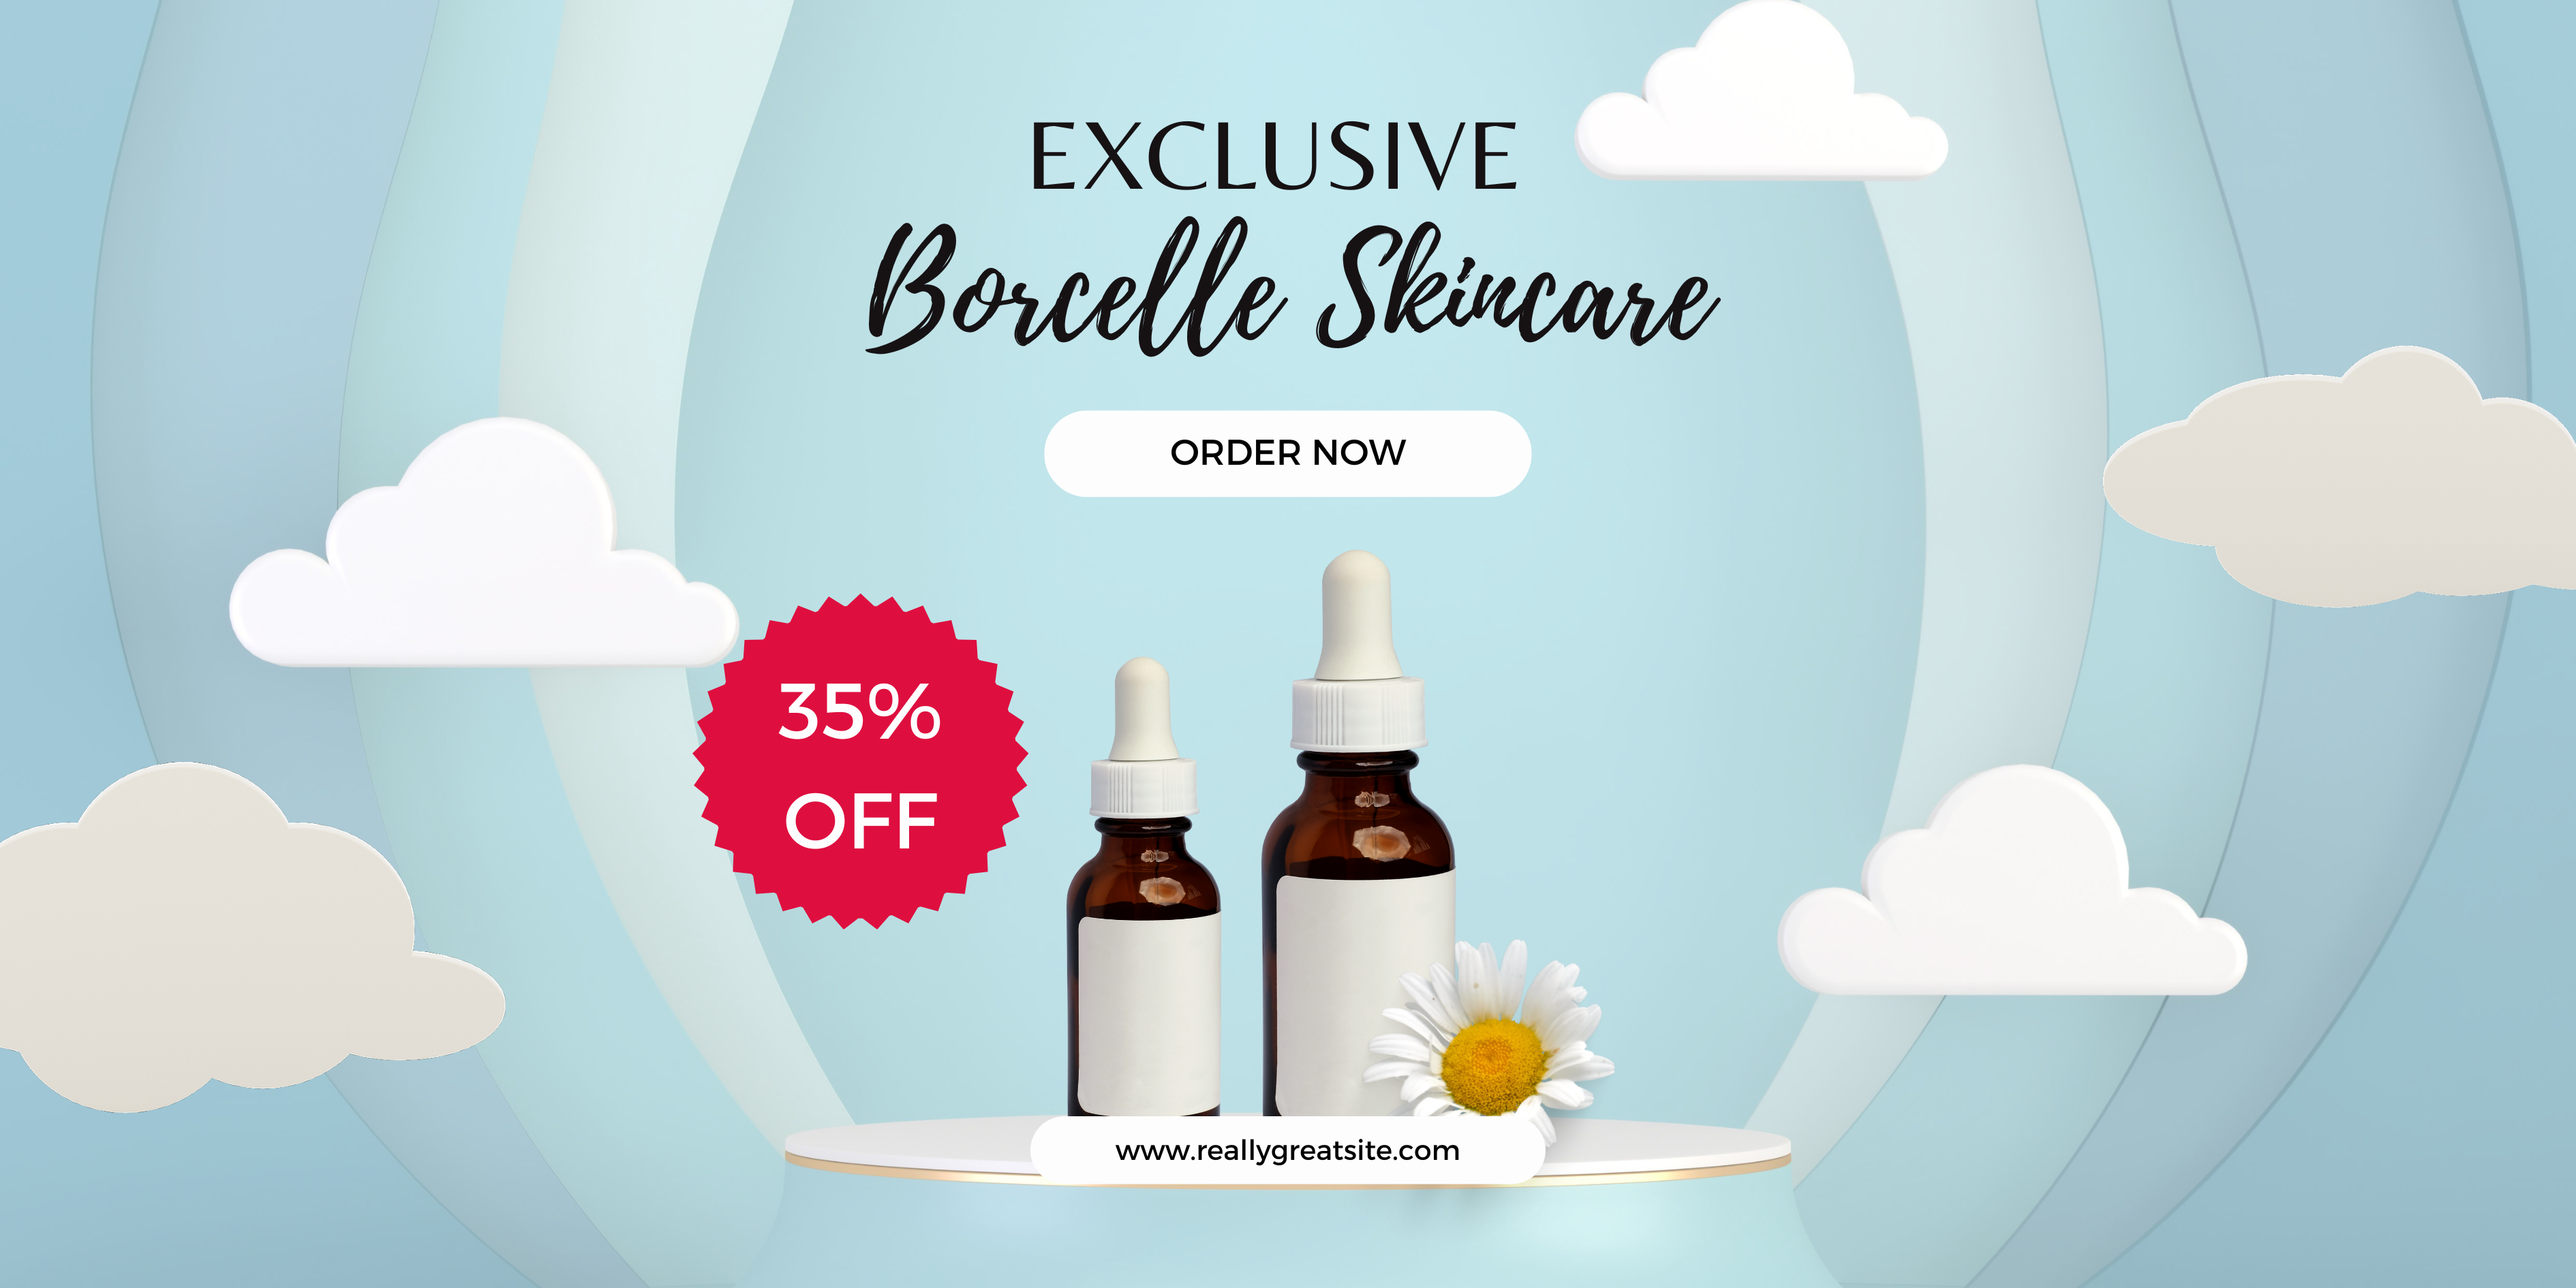 EXCLUSIVE
Borcelle Skincare
ORDER NOW
35%
OFF
www.reallygreatsite.com